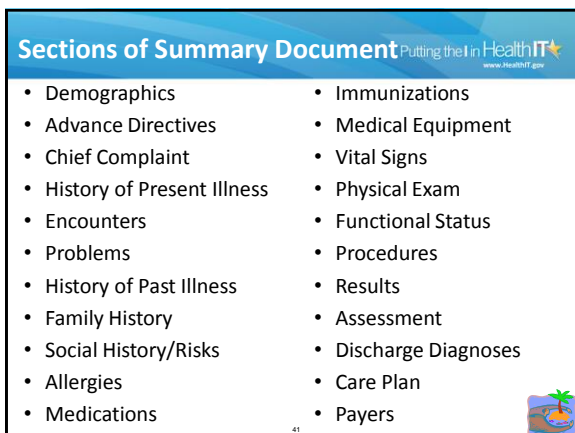 Sections of Summary Document Putting the I in Health IT
www.HealthIT.gov
• Demographics
• Advance Directives
• Chief Complaint
• History of Present Illness
• Encounters
• Problems
• History of Past Illness
• Family History
• Social History/Risks
• Allergies
• Medications
• Immunizations
• Medical Equipment
• Vital Signs
• Physical Exam
• Functional Status
• Procedures
• Results
• Assessment
• Discharge Diagnoses
• Care Plan
• Payers
41